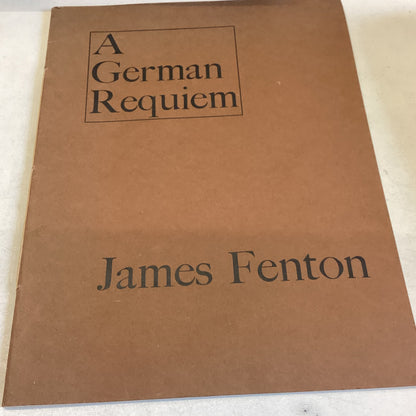 A
German
Requiem
James Fenton